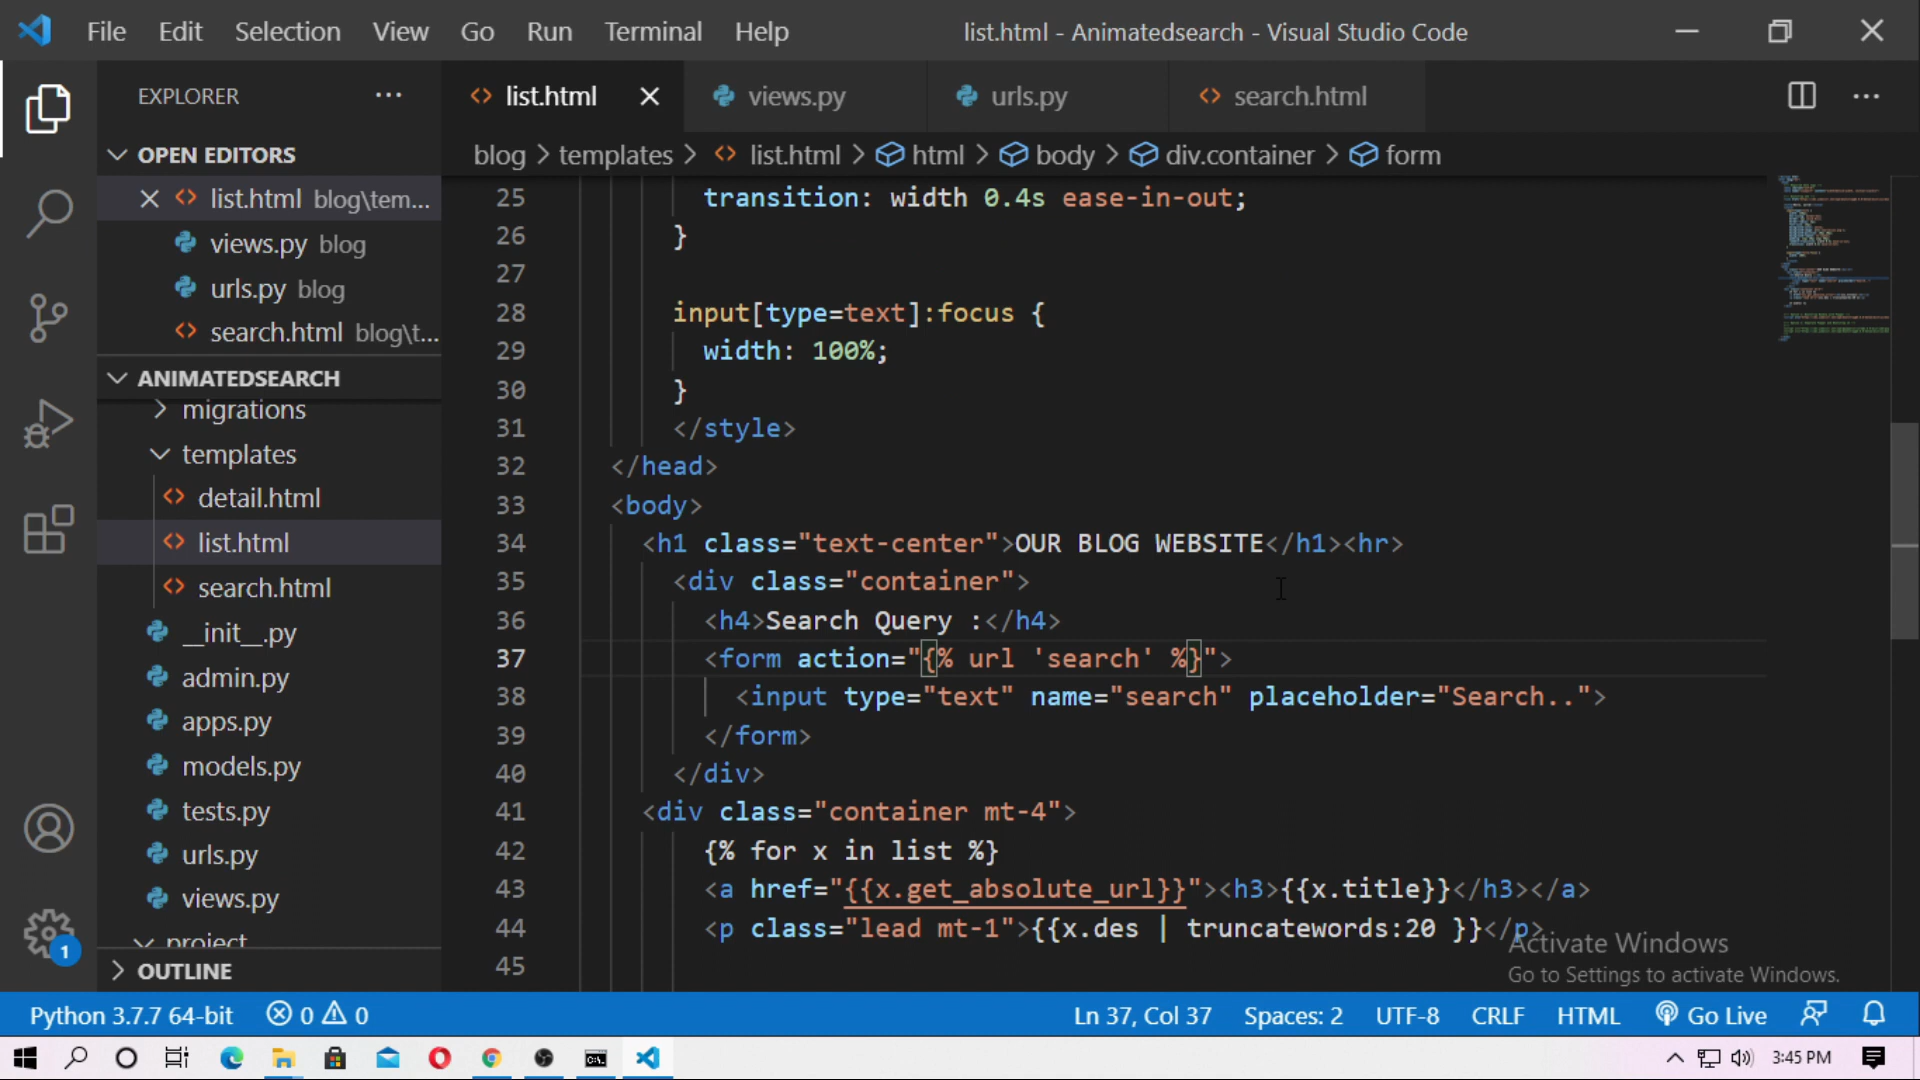 File Edit Selection View Go Run Terminal Help
list.html - Animatedsearch - Visual Studio Code
EXPLORER
list.html
views.py
urls.py
search.html
OPEN EDITORS
blog > templates > list.html > html > body > div.container > form
list.html blog\tem...
views.py blog
urls.py blog
search.html blog\t...
ANIMATEDSEARCH
migrations
templates
detail.html
list.html
search.html
__init__.py
admin.py
apps.py
models.py
tests.py
urls.py
views.py
project
OUTLINE
25 transition: width 0.4s ease-in-out;
26 }
27
28 input[type=text]:focus {
29 width: 100%;
30 }
31 </style>
32 </head>
33 <body>
34 <h1 class="text-center">OUR BLOG WEBSITE</h1><hr>
35 <div class="container">
36 <h4>Search Query :</h4>
37 <form action="{% url 'search' %}">
38 <input type="text" name="search" placeholder="Search..">
39 </form>
40 </div>
41 <div class="container mt-4">
42 {% for x in list %}
43 <a href="{{x.get_absolute_url}}"><h3>{{x.title}}</h3></a>
44 <p class="lead mt-1">{{x.des | truncatewords:20 }}</p>
45
Activate Windows
Go to Settings to activate Windows.
1
Python 3.7.7 64-bit 0 0 Ln 37, Col 37 Spaces: 2 UTF-8 CRLF HTML Go Live
3:45 PM